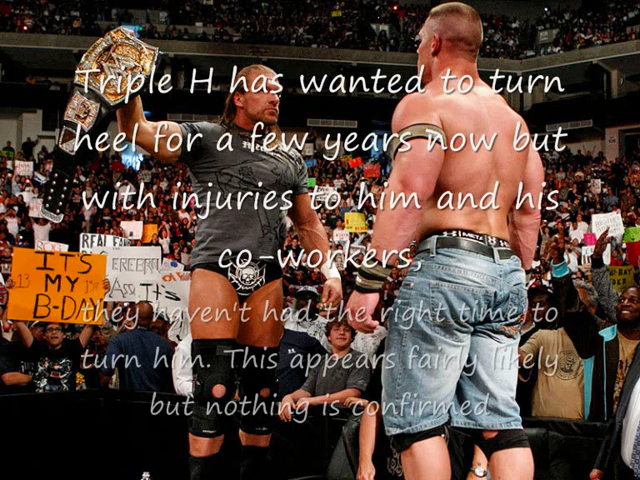 Triple H has wanted to turn
heel for a few years now but
with injuries to him and his
co-workers,
they haven't had the right time to
turn him. This appears fairly likely
but nothing is confirmed
REAL
IT'S
MY
B-DAY